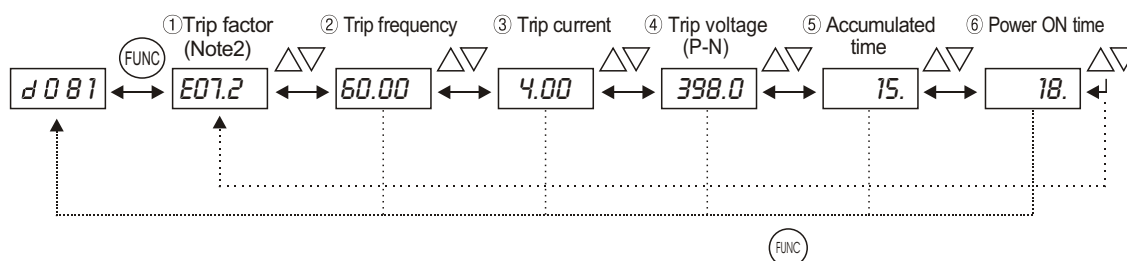 ①Trip factor
(Note2)
② Trip frequency
③ Trip current
④ Trip voltage
(P-N)
⑤ Accumulated
time
⑥ Power ON time
FUNC
d081
E07.2
60.00
4.00
398.0
15.
18.
FUNC